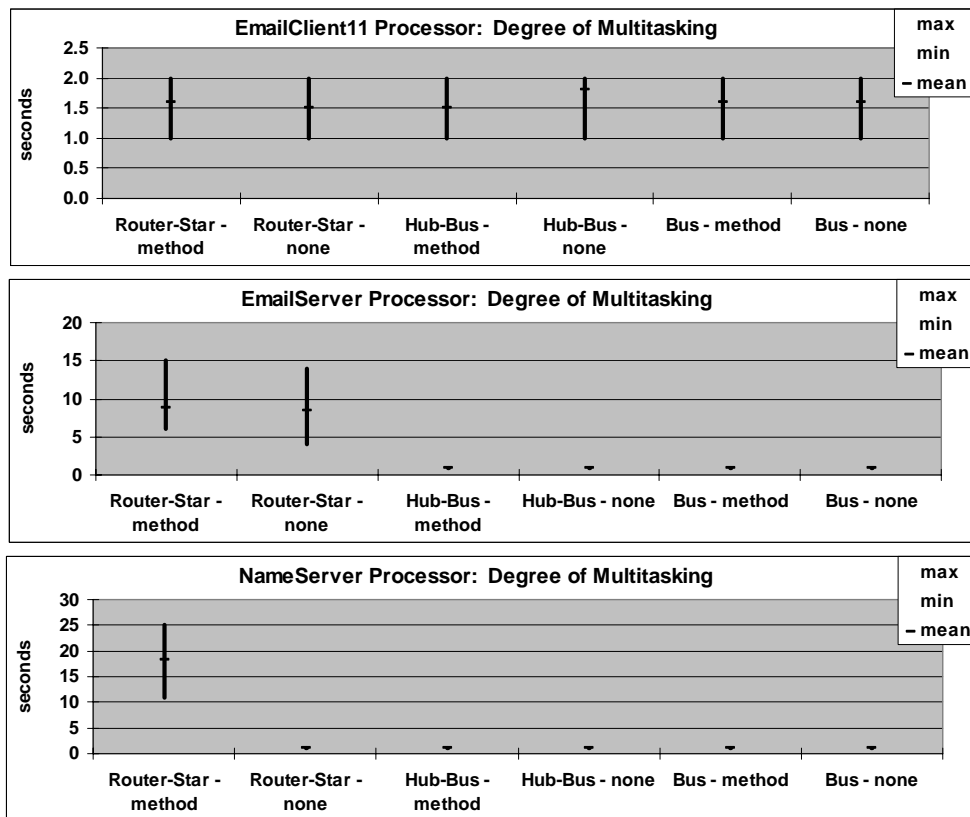 EmailClient11 Processor: Degree of Multitasking
max
min
mean
seconds
2.5
2.0
1.5
1.0
0.5
0.0
Router-Star -
method
Router-Star -
none
Hub-Bus -
method
Hub-Bus -
none
Bus - method
Bus - none
EmailServer Processor: Degree of Multitasking
max
min
mean
seconds
20
15
10
5
0
Router-Star -
method
Router-Star -
none
Hub-Bus -
method
Hub-Bus - none
Bus - method
Bus - none
NameServer Processor: Degree of Multitasking
max
min
mean
seconds
30
25
20
15
10
5
0
Router-Star -
method
Router-Star -
none
Hub-Bus -
method
Hub-Bus - none
Bus - method
Bus - none